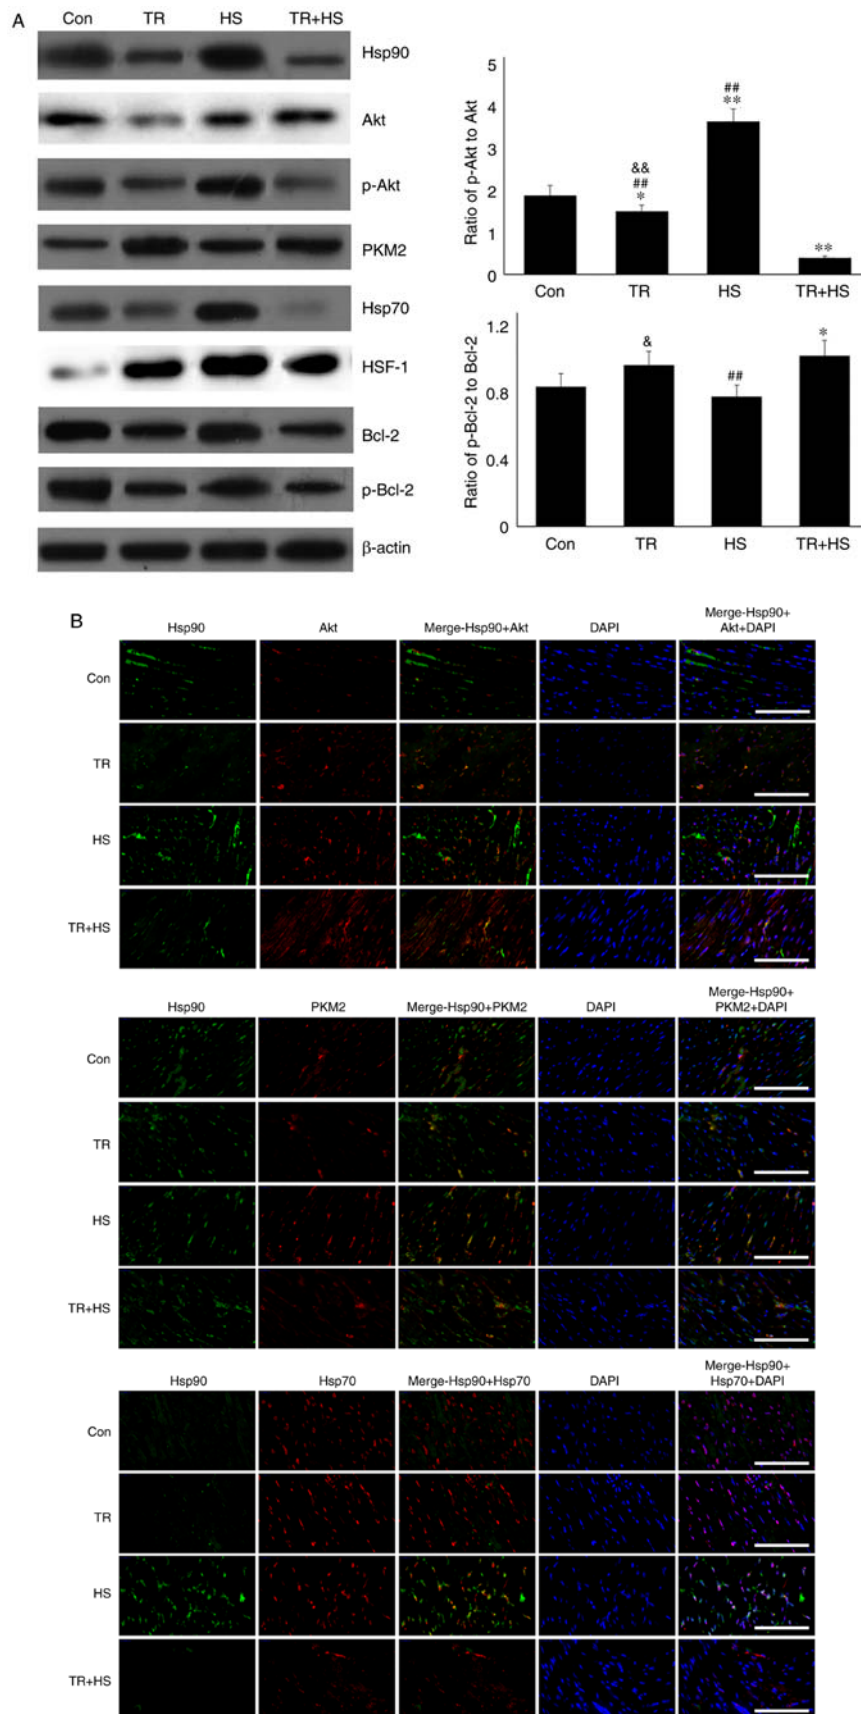 A
Con TR HS TR+HS
Hsp90
Akt
p-Akt
PKM2
Hsp70
HSF-1
Bcl-2
p-Bcl-2
β-actin
Ratio of p-Akt to Akt
5
4
3
2
1
0
&&
##
*
##
**
**
Con TR HS TR+HS
Ratio of p-Bcl-2 to Bcl-2
1.2
0.8
0.4
0
&
##
*
Con TR HS TR+HS
B
Hsp90 Akt Merge-Hsp90+Akt DAPI Merge-Hsp90+
Akt+DAPI
Con
TR
HS
TR+HS
Hsp90 PKM2 Merge-Hsp90+PKM2 DAPI Merge-Hsp90+
PKM2+DAPI
Con
TR
HS
TR+HS
Hsp90 Hsp70 Merge-Hsp90+Hsp70 DAPI Merge-Hsp90+
Hsp70+DAPI
Con
TR
HS
TR+HS